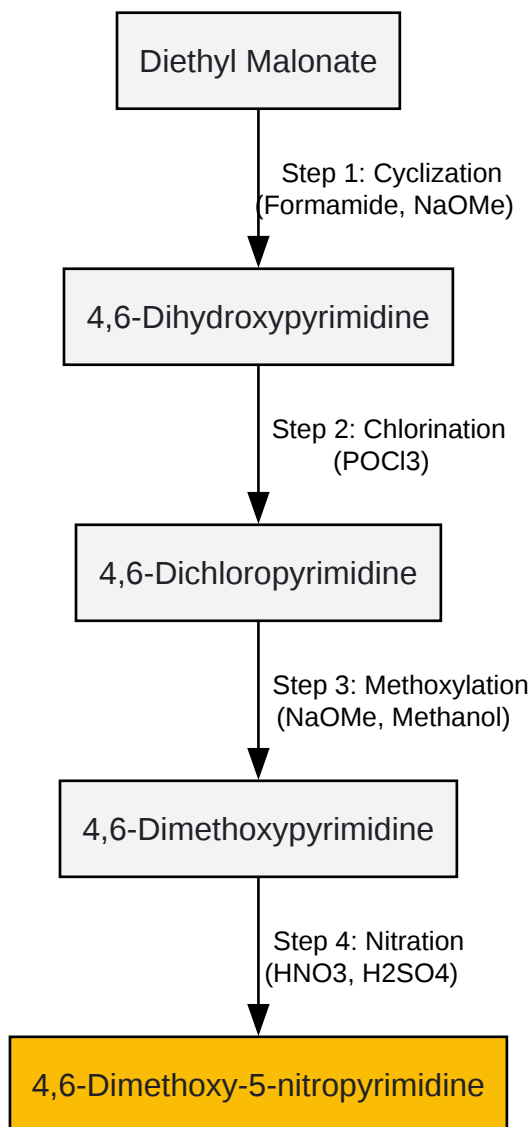 Diethyl Malonate
Step 1: Cyclization
(Formamide, NaOMe)
4,6-Dihydroxypyrimidine
Step 2: Chlorination
(POCl3)
4,6-Dichloropyrimidine
Step 3: Methoxylation
(NaOMe, Methanol)
4,6-Dimethoxypyrimidine
Step 4: Nitration
(HNO3, H2SO4)
4,6-Dimethoxy-5-nitropyrimidine